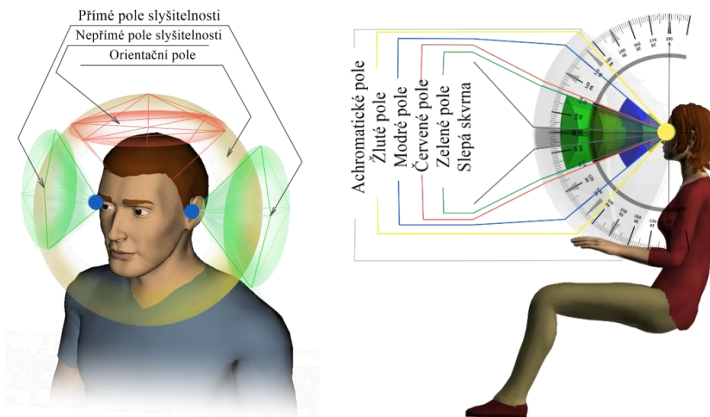 Přímé pole slyšitelnosti
Nepřímé pole slyšitelnosti
Orientační pole
Achromatické pole
Žluté pole
Modré pole
Červené pole
Zelené pole
Slepá skvrna